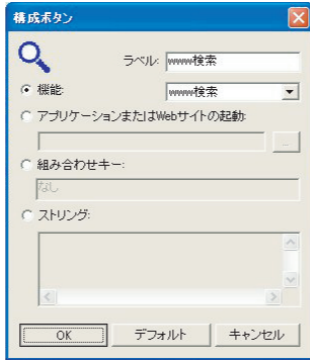 構成ボタン
ラベル: www検索
機能: www検索
アプリケーションまたはWebサイトの起動:
...
組み合わせキー:
なし
ストリング:
OK デフォルト キャンセル